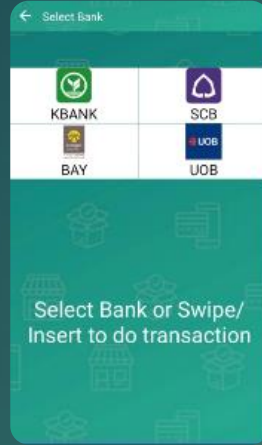 Select Bank
KBANK
SCB
UOB
BAY
UOB
Select Bank or Swipe/
Insert to do transaction